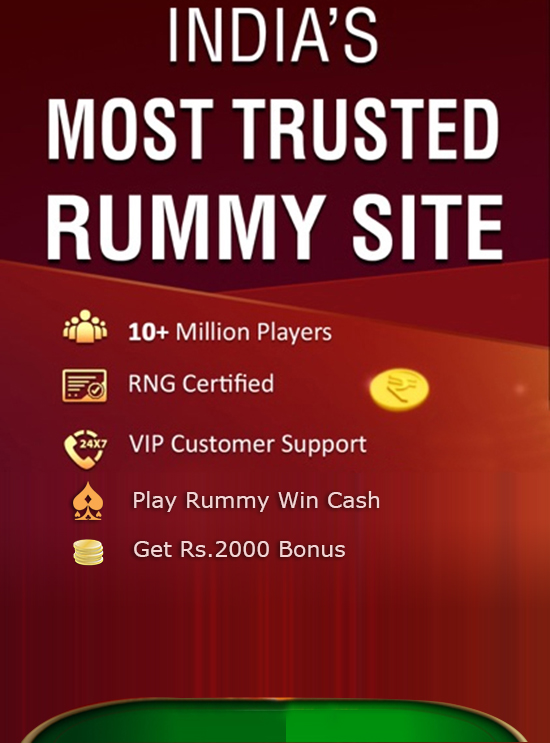 INDIA'S
MOST TRUSTED
RUMMY SITE
10+ Million Players
RNG Certified
24X7
VIP Customer Support
Play Rummy Win Cash
Get Rs.2000 Bonus